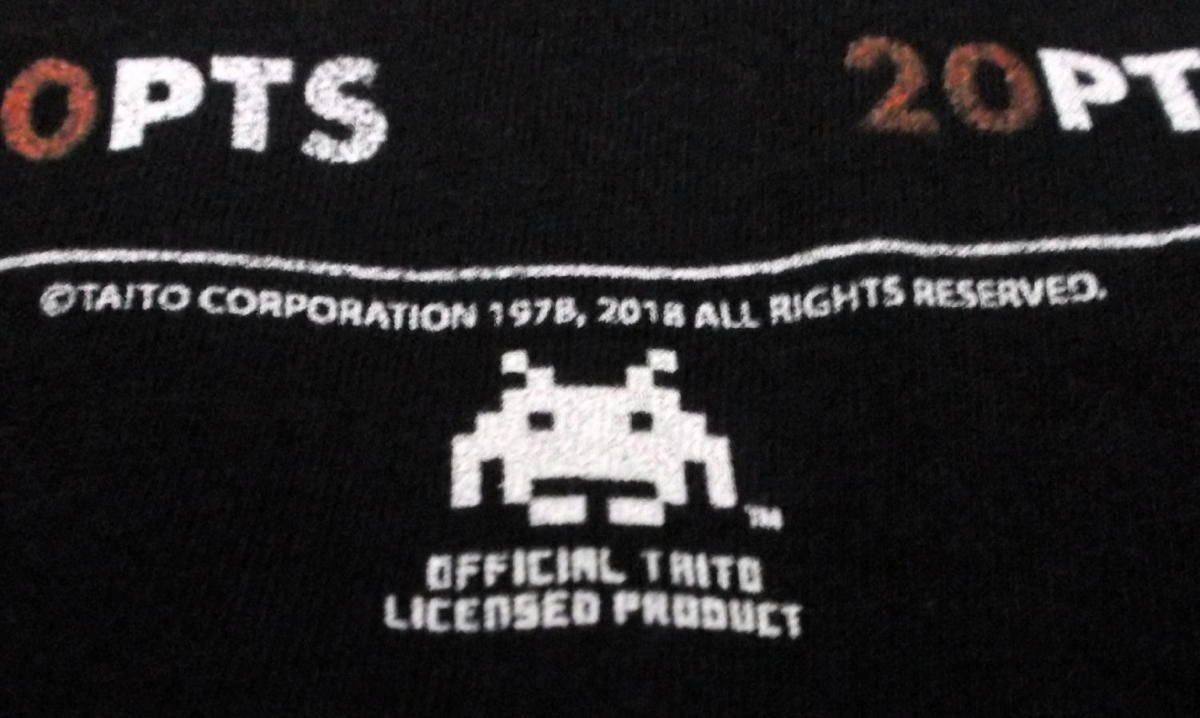 0PTS 20PT
©TAITO CORPORATION 1978, 2018 ALL RIGHTS RESERVED.
TM
OFFICIAL TAITO
LICENSED PRODUCT